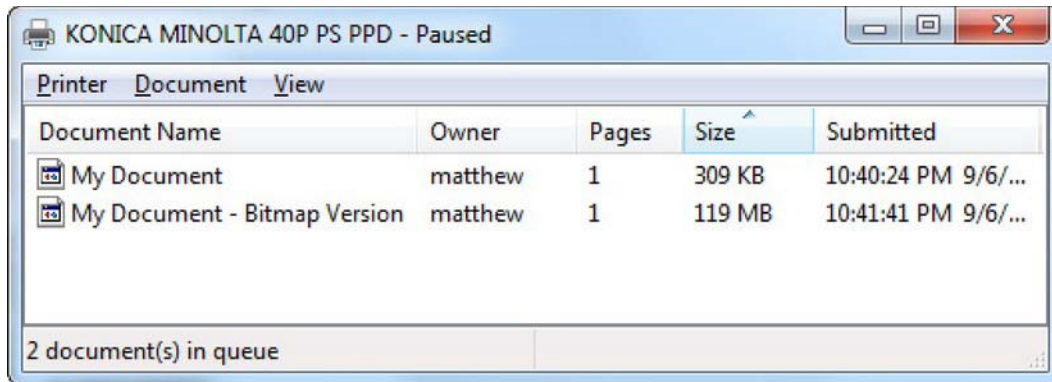 KONICA MINOLTA 40P PS PPD - Paused
Printer Document View
Document Name Owner Pages Size Submitted
My Document matthew 1 309 KB 10:40:24 PM 9/6/...
My Document - Bitmap Version matthew 1 119 MB 10:41:41 PM 9/6/...
2 document(s) in queue